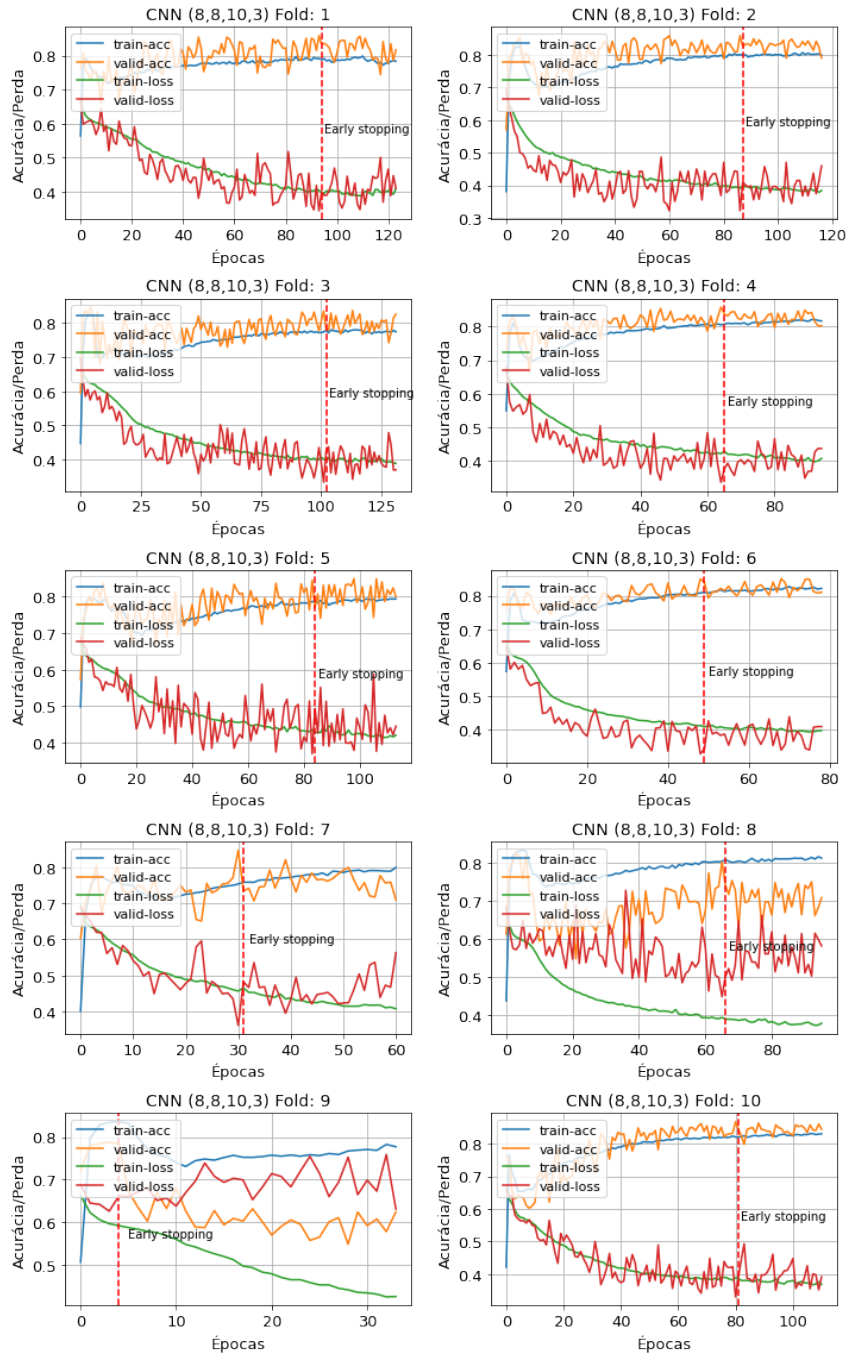 CNN (8,8,10,3) Fold: 1
train-acc
valid-acc
train-loss
valid-loss
Early stopping
Acurácia/Perda
0.8
0.7
0.6
0.5
0.4
0 20 40 60 80 100 120
Épocas
CNN (8,8,10,3) Fold: 2
train-acc
valid-acc
train-loss
valid-loss
Early stopping
Acurácia/Perda
0.8
0.7
0.6
0.5
0.4
0.3
0 20 40 60 80 100 120
Épocas
CNN (8,8,10,3) Fold: 3
train-acc
valid-acc
train-loss
valid-loss
Early stopping
Acurácia/Perda
0.8
0.7
0.6
0.5
0.4
0 25 50 75 100 125
Épocas
CNN (8,8,10,3) Fold: 4
train-acc
valid-acc
train-loss
valid-loss
Early stopping
Acurácia/Perda
0.8
0.7
0.6
0.5
0.4
0 20 40 60 80
Épocas
CNN (8,8,10,3) Fold: 5
train-acc
valid-acc
train-loss
valid-loss
Early stopping
Acurácia/Perda
0.8
0.7
0.6
0.5
0.4
0 20 40 60 80 100
Épocas
CNN (8,8,10,3) Fold: 6
train-acc
valid-acc
train-loss
valid-loss
Early stopping
Acurácia/Perda
0.8
0.7
0.6
0.5
0.4
0 20 40 60 80
Épocas
CNN (8,8,10,3) Fold: 7
train-acc
valid-acc
train-loss
valid-loss
Early stopping
Acurácia/Perda
0.8
0.7
0.6
0.5
0.4
0 10 20 30 40 50 60
Épocas
CNN (8,8,10,3) Fold: 8
train-acc
valid-acc
train-loss
valid-loss
Early stopping
Acurácia/Perda
0.8
0.7
0.6
0.5
0.4
0 20 40 60 80
Épocas
CNN (8,8,10,3) Fold: 9
train-acc
valid-acc
train-loss
valid-loss
Early stopping
Acurácia/Perda
0.8
0.7
0.6
0.5
0 10 20 30
Épocas
CNN (8,8,10,3) Fold: 10
train-acc
valid-acc
train-loss
valid-loss
Early stopping
Acurácia/Perda
0.8
0.7
0.6
0.5
0.4
0 20 40 60 80 100
Épocas